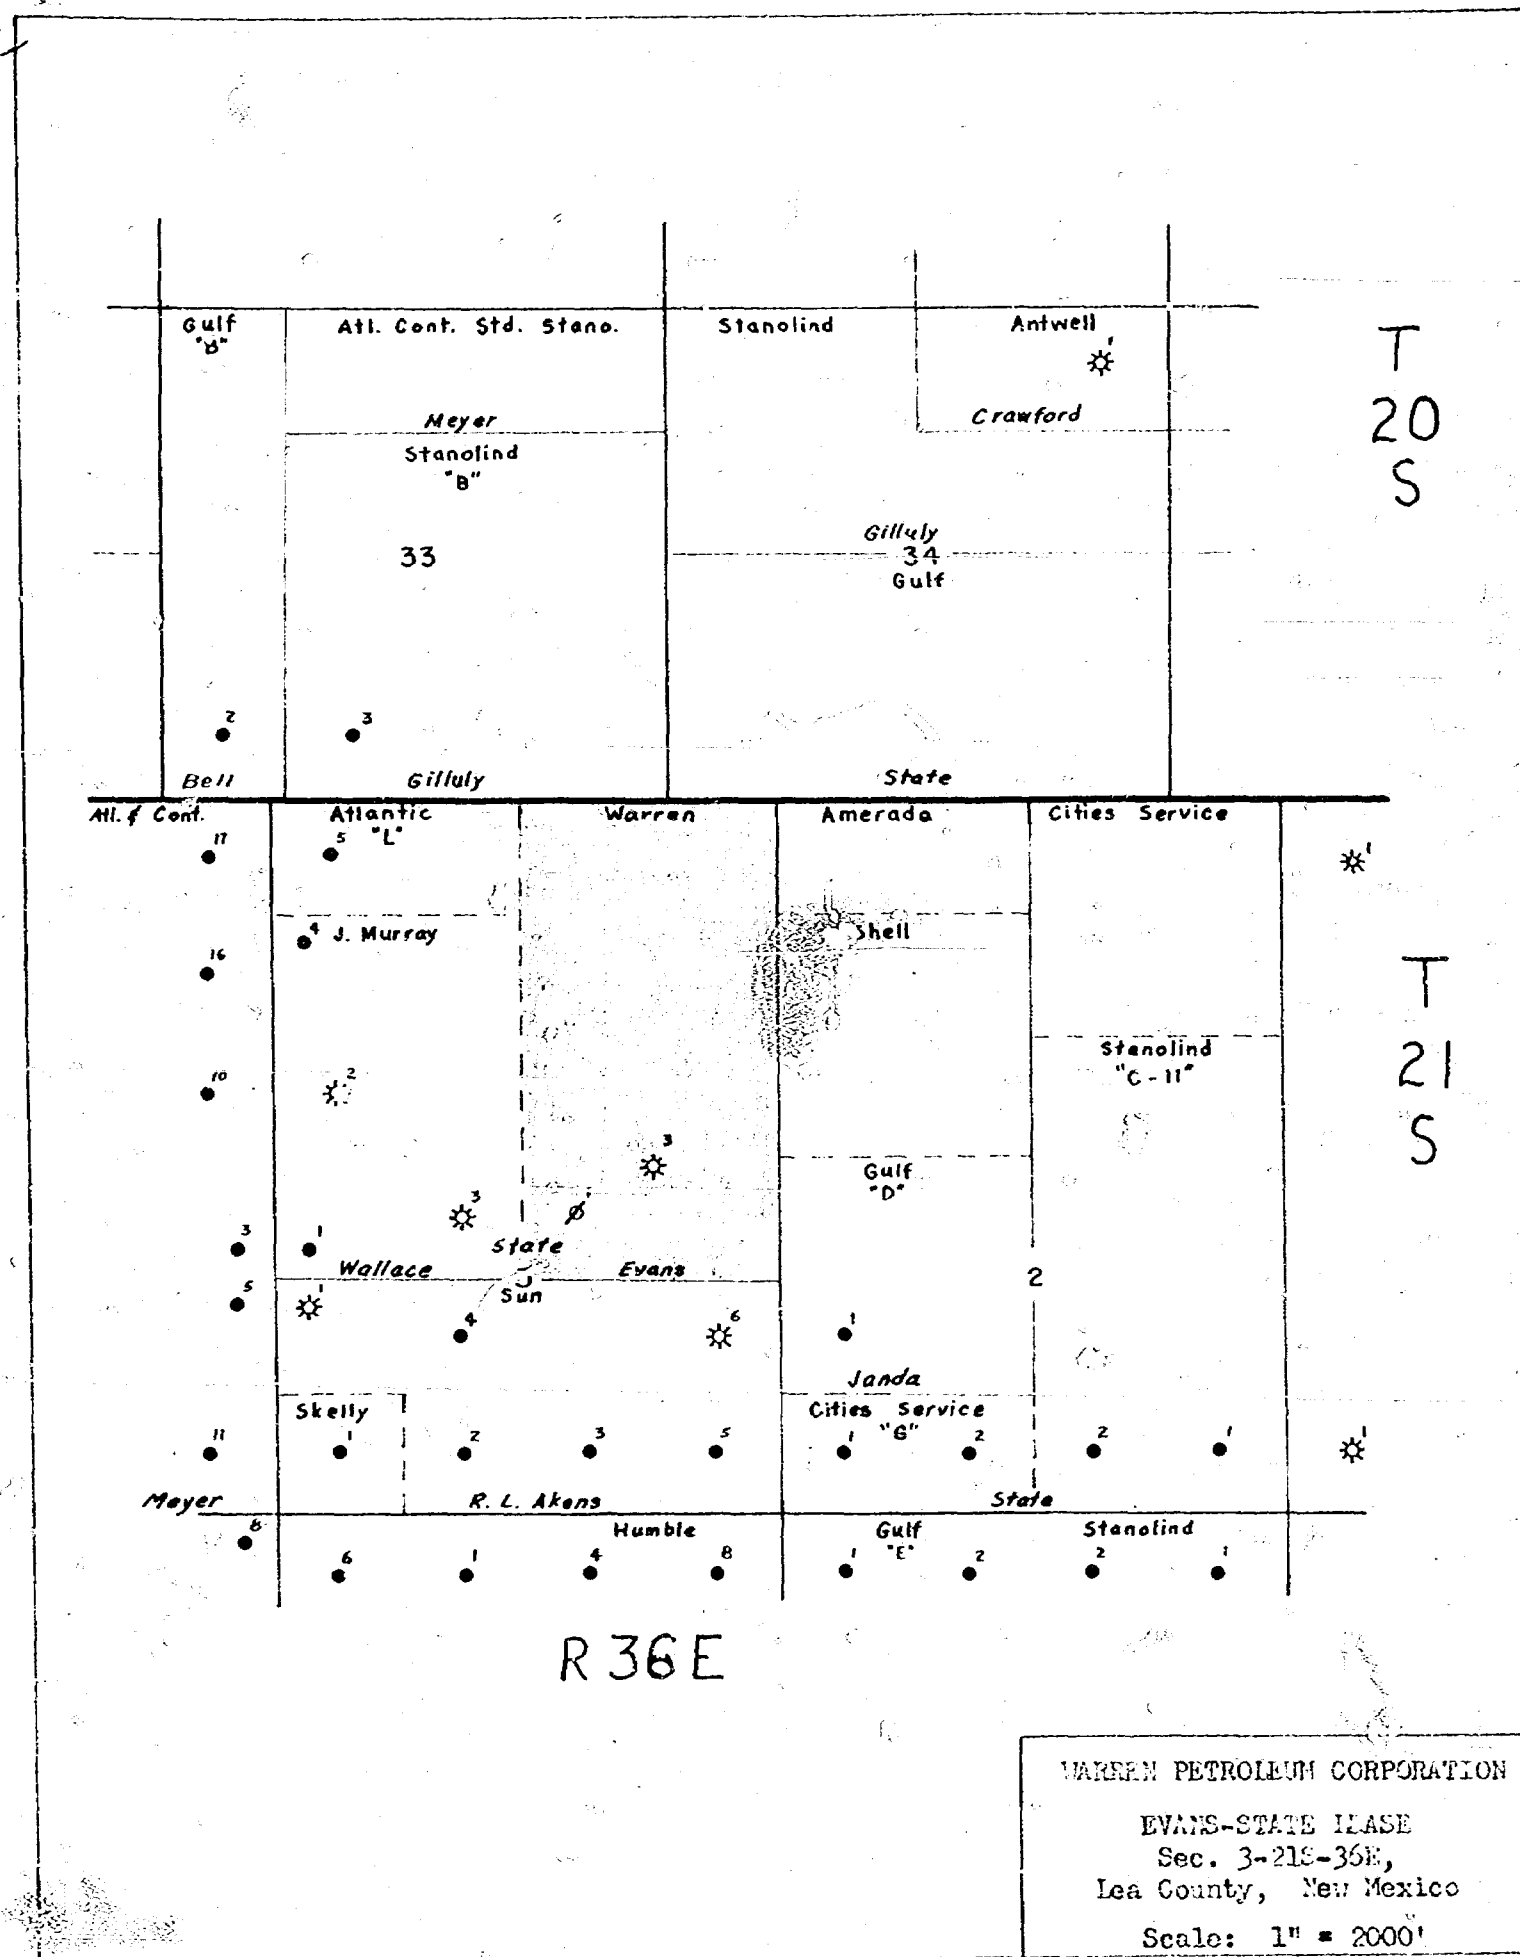 Gulf Atl. Cont. Std. Stano. Stanolind Antwell
"B"
1
T
20
S
Meyer Crawford
Stanolind
"B"
Gilluly
33 34
Gulf
2 3
Bell Gilluly State
Atl. & Cont. Atlantic Warren Amerada Cities Service
"L"
17 5 1
4 J. Murray Shell
16
T
21
S
Stanolind
"C-11"
10 2
3
Gulf
"D"
3 1
3 1 State
Wallace Evans 2
5 1 Sun
4 6 1
Janda
Skelly Cities Service
"G"
11 1 2 3 5 1 2 2 1 1
Meyer R. L. Akens State
8 Humble Gulf Stanolind
"E"
6 1 4 8 1 2 2 1
R 36 E
WARREN PETROLEUM CORPORATION
EVANS-STATE LEASE
Sec. 3-21S-36E,
Lea County, New Mexico
Scale: 1" = 2000'